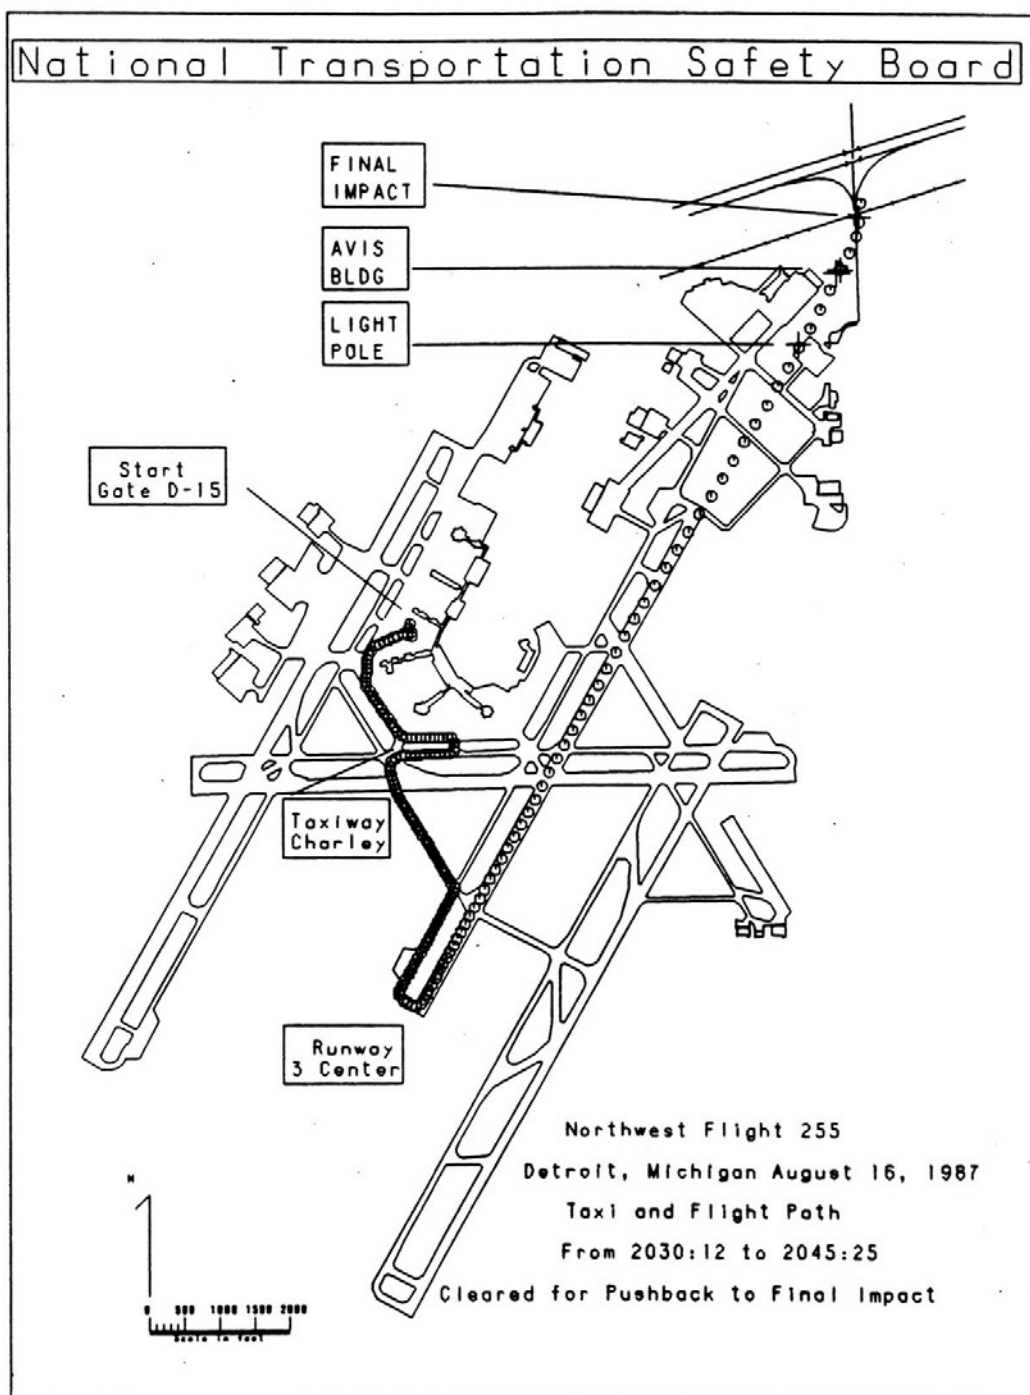 National Transportation Safety Board
FINAL
IMPACT
AVIS
BLDG
LIGHT
POLE
Start
Gate D-15
Taxiway
Charley
Runway
3 Center
Northwest Flight 255
Detroit, Michigan August 16, 1987
Taxi and Flight Path
From 2030:12 to 2045:25
Cleared for Pushback to Final Impact
N
0 500 1000 1500 2000
Scale in feet